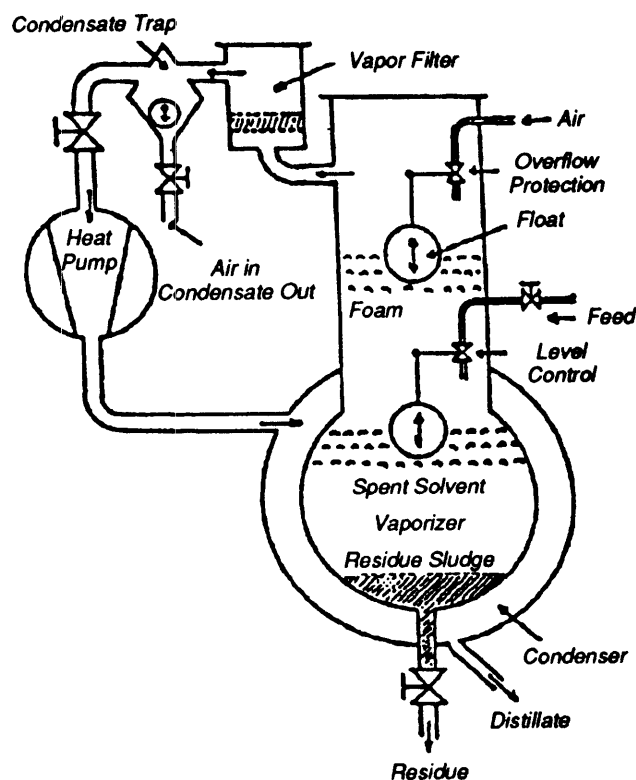 Condensate Trap
Vapor Filter
Air
Overflow
Protection
Float
Heat
Pump
Air in
Condensate Out
Foam
Feed
Level
Control
Spent Solvent
Vaporizer
Residue Sludge
Condenser
Distillate
Residue